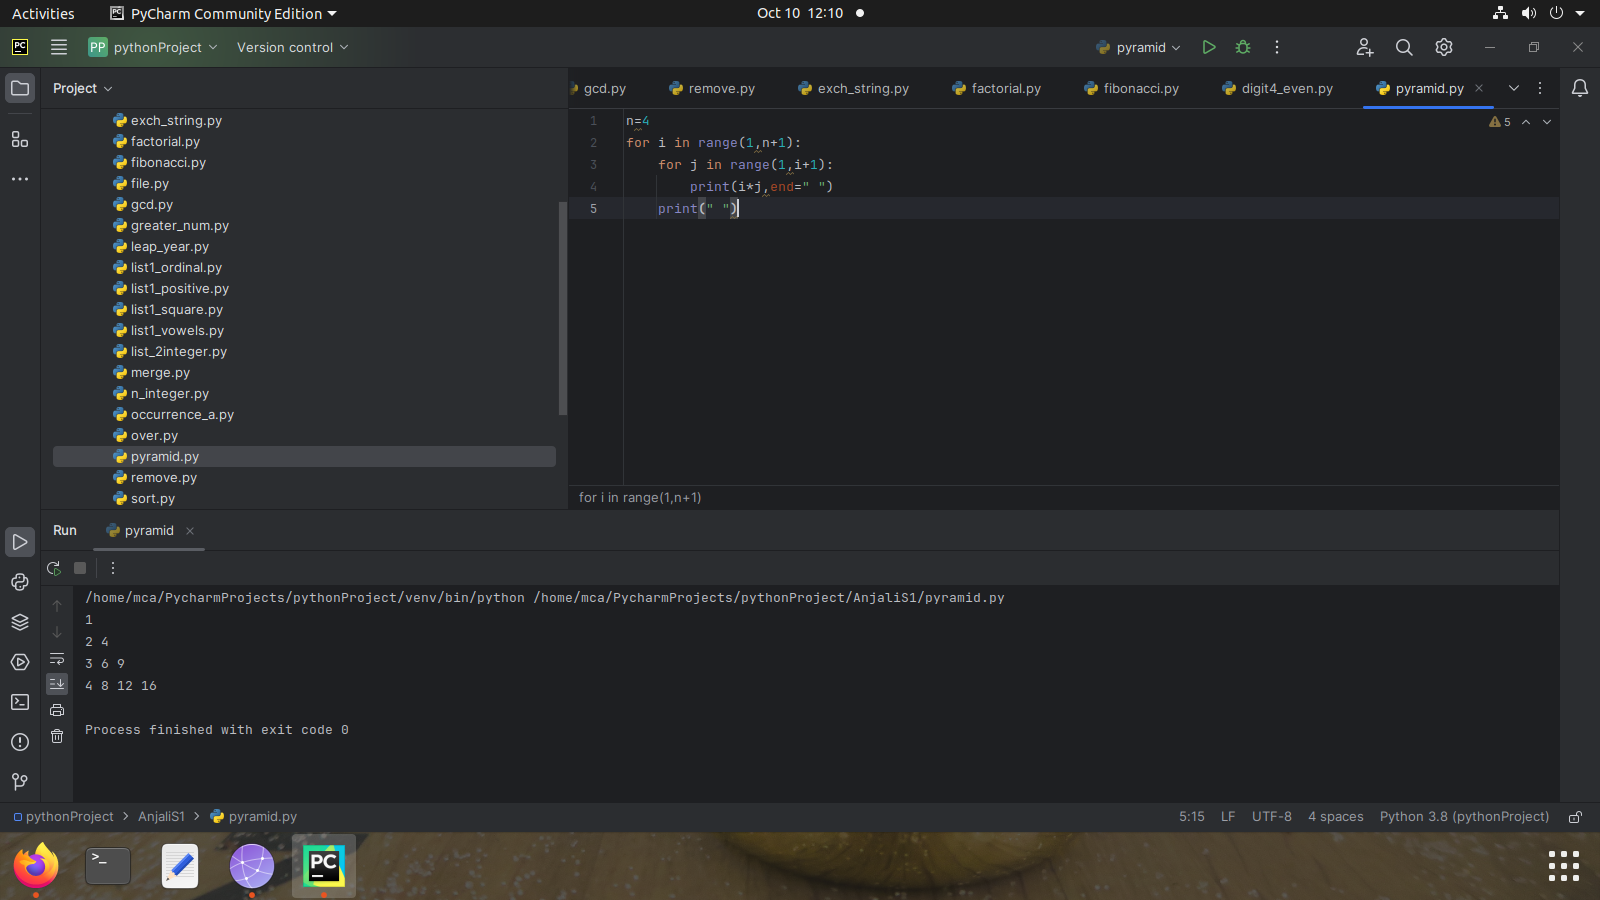 Activities PyCharm Community Edition Oct 10 12:10
PC PP pythonProject Version control pyramid
Project gcd.py remove.py exch_string.py factorial.py fibonacci.py digit4_even.py pyramid.py
exch_string.py
factorial.py
fibonacci.py
file.py
gcd.py
greater_num.py
leap_year.py
list1_ordinal.py
list1_positive.py
list1_square.py
list1_vowels.py
list_2integer.py
merge.py
n_integer.py
occurrence_a.py
over.py
pyramid.py
remove.py
sort.py
1 n=4 5
2 for i in range(1,n+1):
3 for j in range(1,i+1):
4 print(i*j,end=" ")
5 print(" ")
for i in range(1,n+1)
Run pyramid
/home/mca/PycharmProjects/pythonProject/venv/bin/python /home/mca/PycharmProjects/pythonProject/AnjaliS1/pyramid.py
1
2 4
3 6 9
4 8 12 16
Process finished with exit code 0
pythonProject > AnjaliS1 > pyramid.py 5:15 LF UTF-8 4 spaces Python 3.8 (pythonProject)
>_ PC